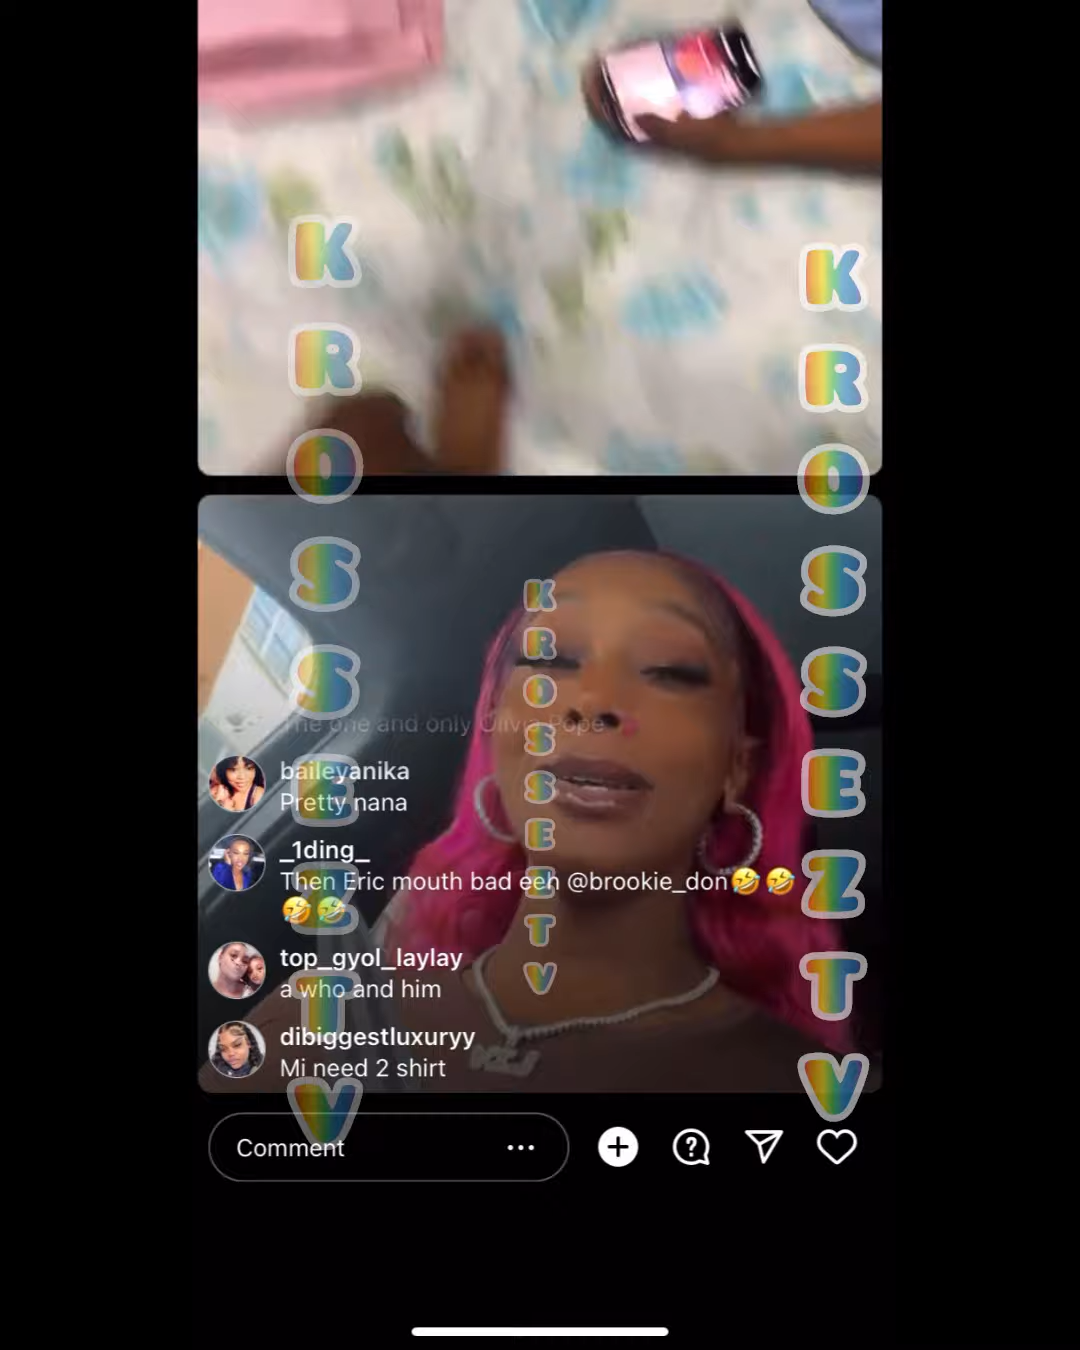 KROSSEZTV
KROSSEZTV
KROSSEZTV
The one and only Olivia Pope
baileyanika
Pretty nana
_1ding_
Then Eric mouth bad eeh @brookie_don🤣🤣
🤣🤣
top_gyol_laylay
a who and him
dibiggestluxuryy
Mi need 2 shirt
Comment